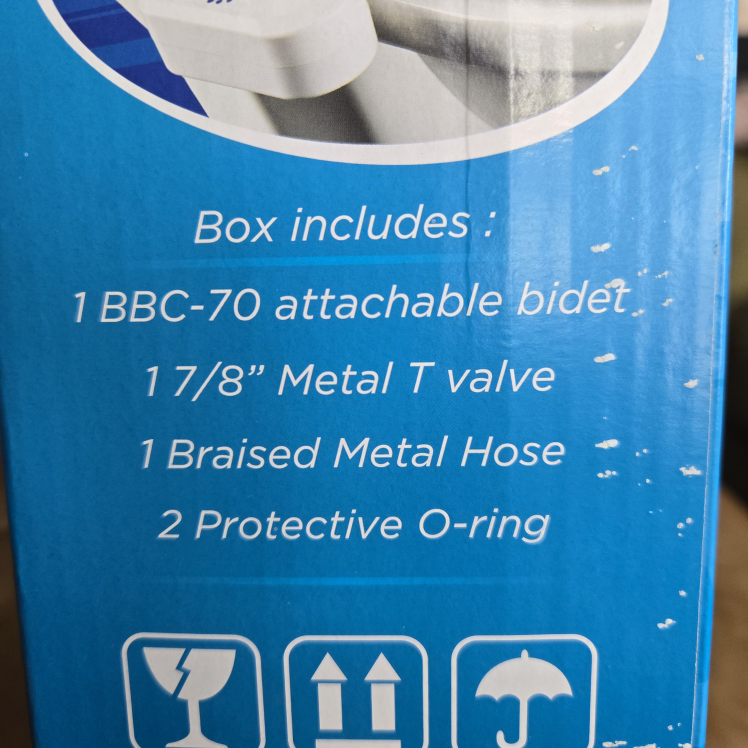 Box includes :
1 BBC-70 attachable bidet
1 7/8” Metal T valve
1 Braised Metal Hose
2 Protective O-ring